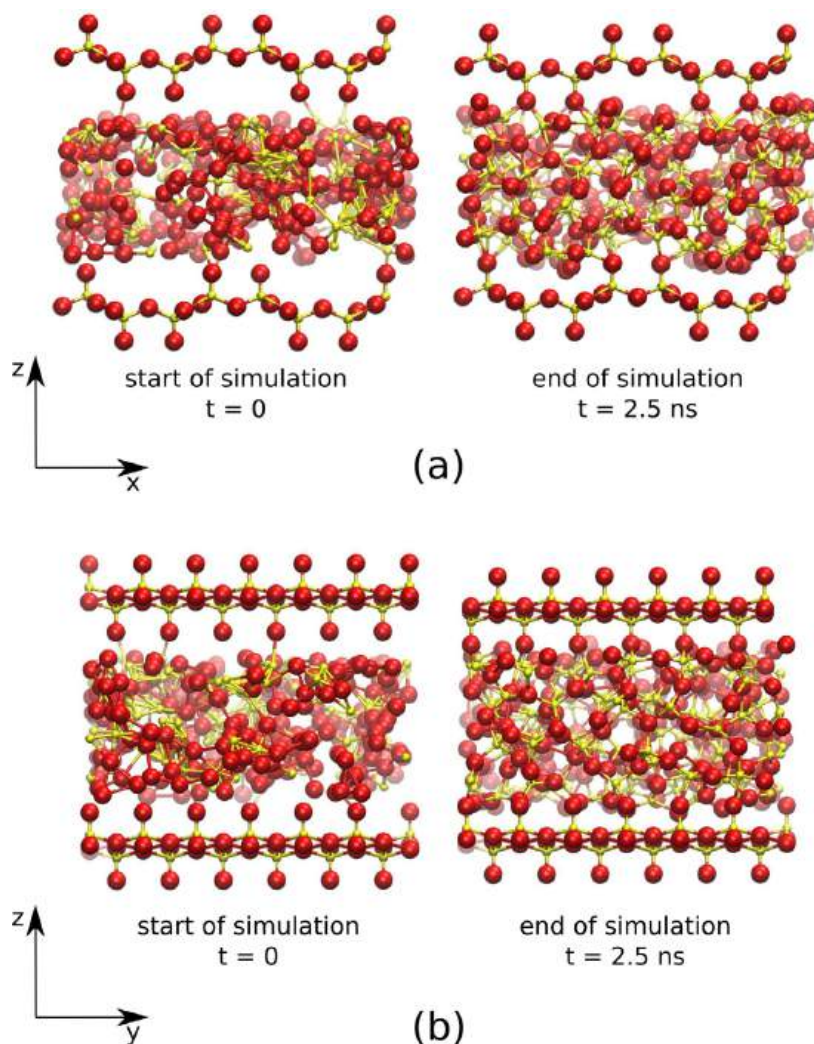 z
start of simulation
t = 0
end of simulation
t = 2.5 ns
x
(a)
z
start of simulation
t = 0
end of simulation
t = 2.5 ns
y
(b)